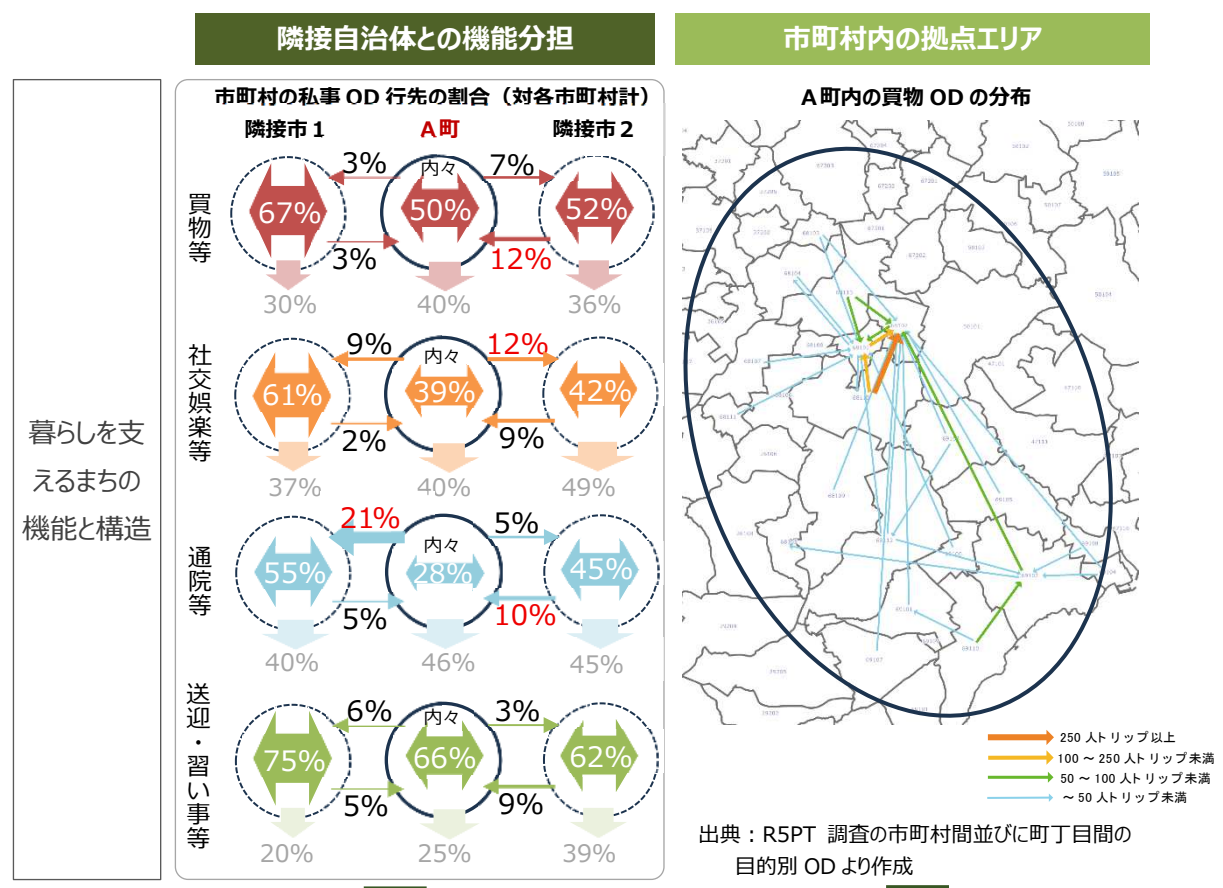 隣接自治体との機能分担
市町村内の拠点エリア
暮らしを支
えるまちの
機能と構造
市町村の私事 OD 行先の割合（対各市町村計）
隣接市１
A町
隣接市２
買物等
3%
内々
7%
67%
50%
52%
3%
12%
30%
40%
36%
社交娯楽等
9%
内々
12%
61%
39%
42%
2%
9%
37%
40%
49%
通院等
21%
内々
5%
55%
28%
45%
5%
10%
40%
46%
45%
送迎・習い事等
6%
内々
3%
75%
66%
62%
5%
9%
20%
25%
39%
A町内の買物 OD の分布
250 人トリップ以上
100 ～ 250 人トリップ未満
50 ～ 100 人トリップ未満
～ 50 人トリップ未満
出典：R5PT 調査の市町村間並びに町丁目間の
目的別 OD より作成